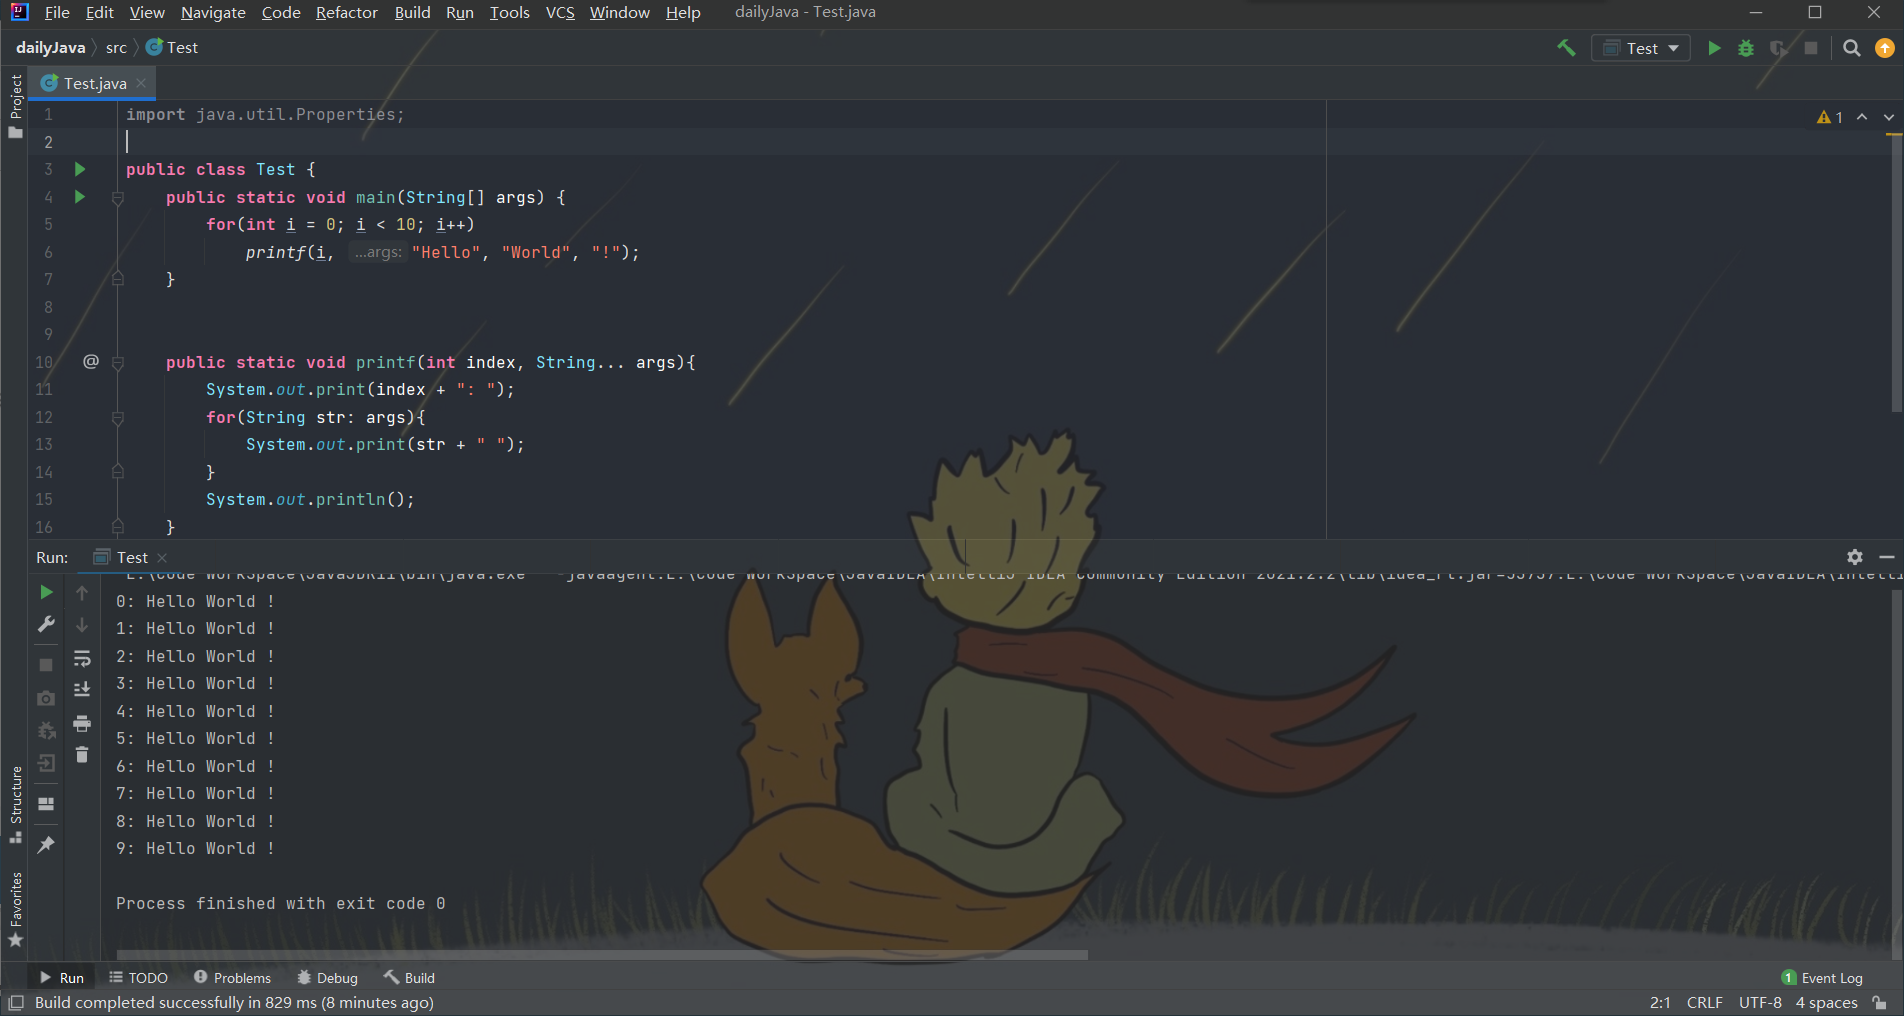 File Edit View Navigate Code Refactor Build Run Tools VCS Window Help dailyJava - Test.java
dailyJava src Test Test
Project
Test.java
1 import java.util.Properties; 1
2
3 public class Test {
4 public static void main(String[] args) {
5 for(int i = 0; i < 10; i++)
6 printf(i, ...args: "Hello", "World", "!");
7 }
8
9
10 @ public static void printf(int index, String... args){
11 System.out.print(index + ": ");
12 for(String str: args){
13 System.out.print(str + " ");
14 }
15 System.out.println();
16 }
Run: Test
0: Hello World !
1: Hello World !
2: Hello World !
3: Hello World !
4: Hello World !
5: Hello World !
6: Hello World !
7: Hello World !
8: Hello World !
9: Hello World !
Process finished with exit code 0
Structure
Favorites
Run TODO Problems Debug Build 1 Event Log
Build completed successfully in 829 ms (8 minutes ago) 2:1 CRLF UTF-8 4 spaces